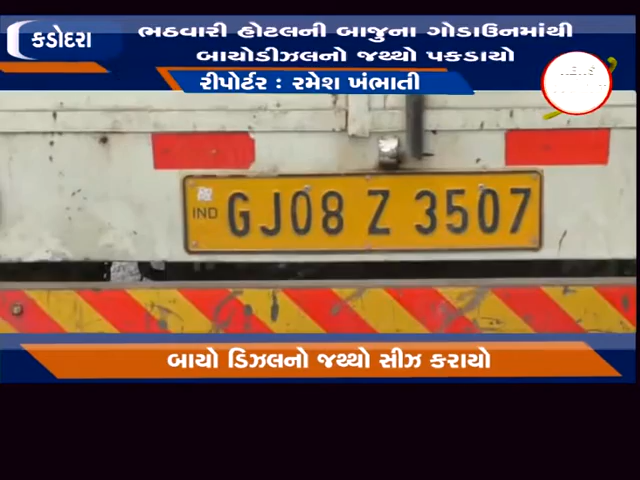 કડોદરા
ભઠવારી હોટલની બાજુના ગોડાઉનમાંથી
બાયોડીઝલનો જથ્થો પકડાયો
રીપોર્ટર : રમેશ ખંભાતી
IND GJ08 Z 3507
બાયો ડિઝલનો જથ્થો સીઝ કરાયો